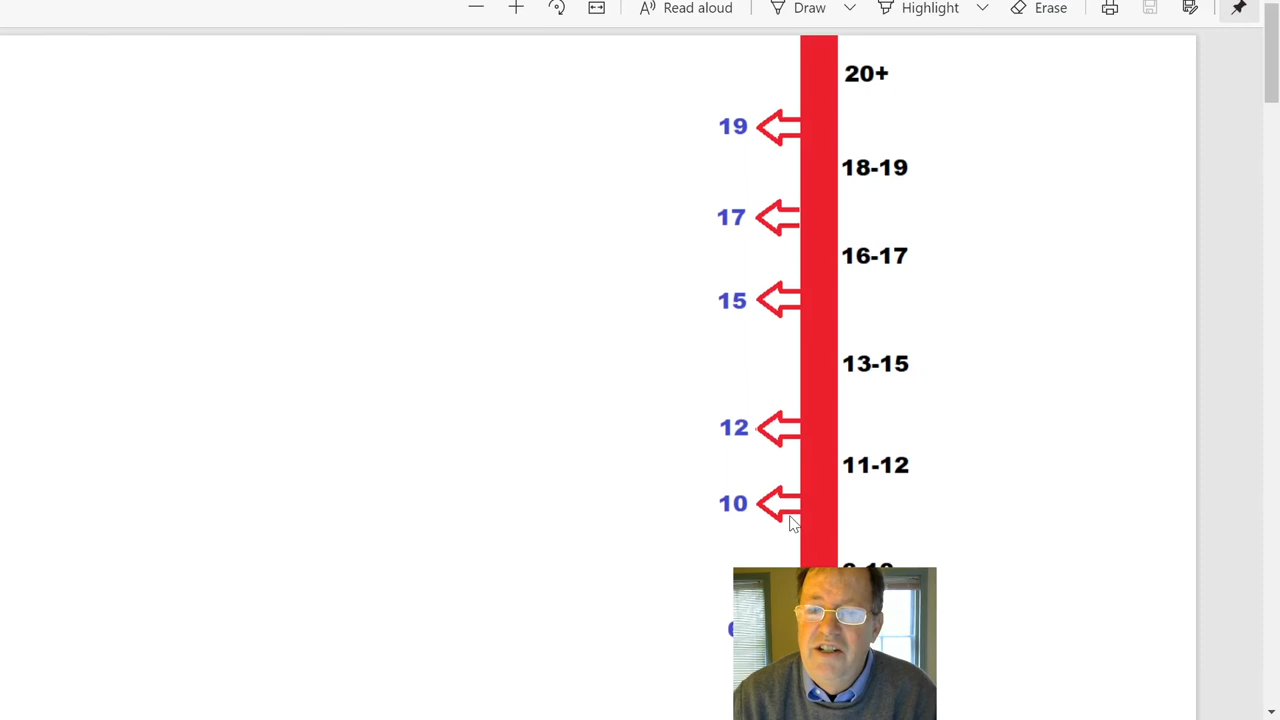 Read aloud
Draw
Highlight
Erase
20+
19
18-19
17
16-17
15
13-15
12
11-12
10